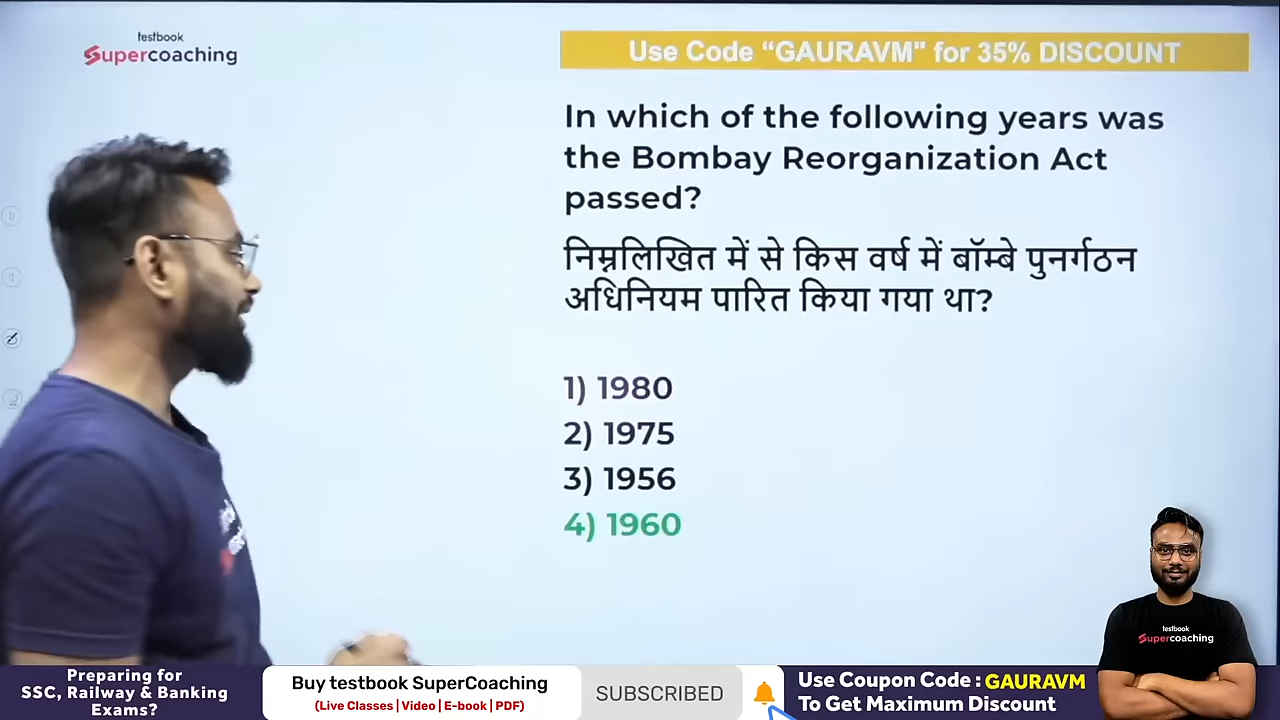 testbook
Supercoaching
Use Code “GAURAVM" for 35% DISCOUNT
In which of the following years was
the Bombay Reorganization Act
passed?
निम्नलिखित में से किस वर्ष में बॉम्बे पुनर्गठन
अधिनियम पारित किया गया था?
1) 1980
2) 1975
3) 1956
4) 1960
testbook
Supercoaching
Preparing for
SSC, Railway & Banking
Exams?
Buy testbook SuperCoaching
(Live Classes | Video | E-book | PDF)
SUBSCRIBED
Use Coupon Code : GAURAVM
To Get Maximum Discount